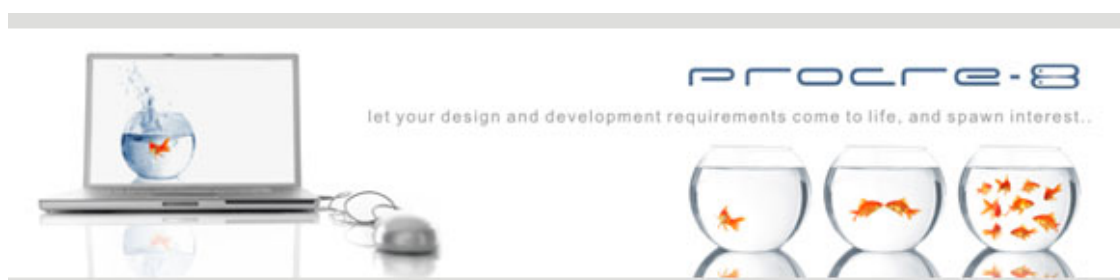 procre-8
let your design and development requirements come to life, and spawn interest..